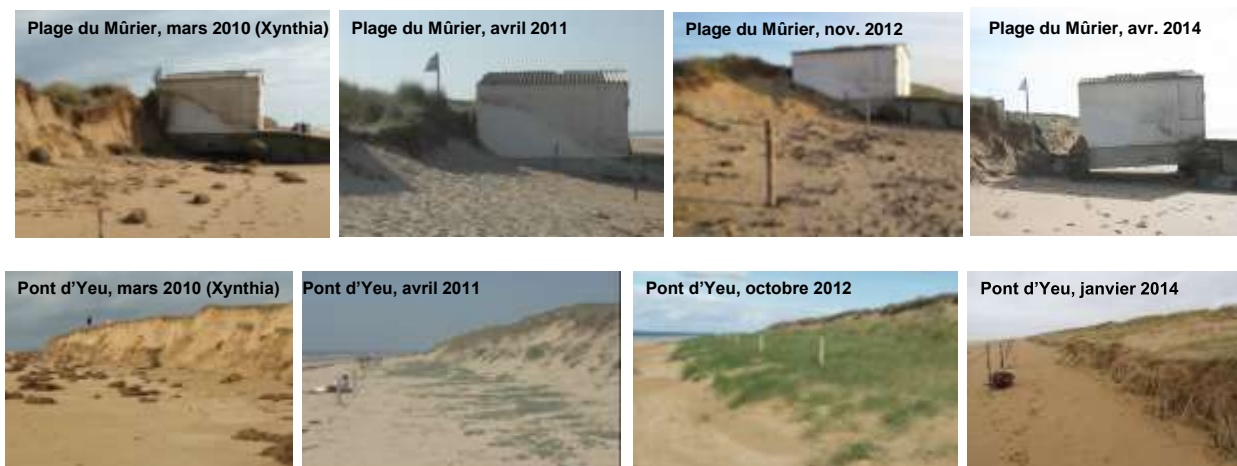 Plage du Mûrier, mars 2010 (Xynthia)
Plage du Mûrier, avril 2011
Plage du Mûrier, nov. 2012
Plage du Mûrier, avr. 2014
Pont d'Yeu, mars 2010 (Xynthia)
Pont d'Yeu, avril 2011
Pont d'Yeu, octobre 2012
Pont d'Yeu, janvier 2014